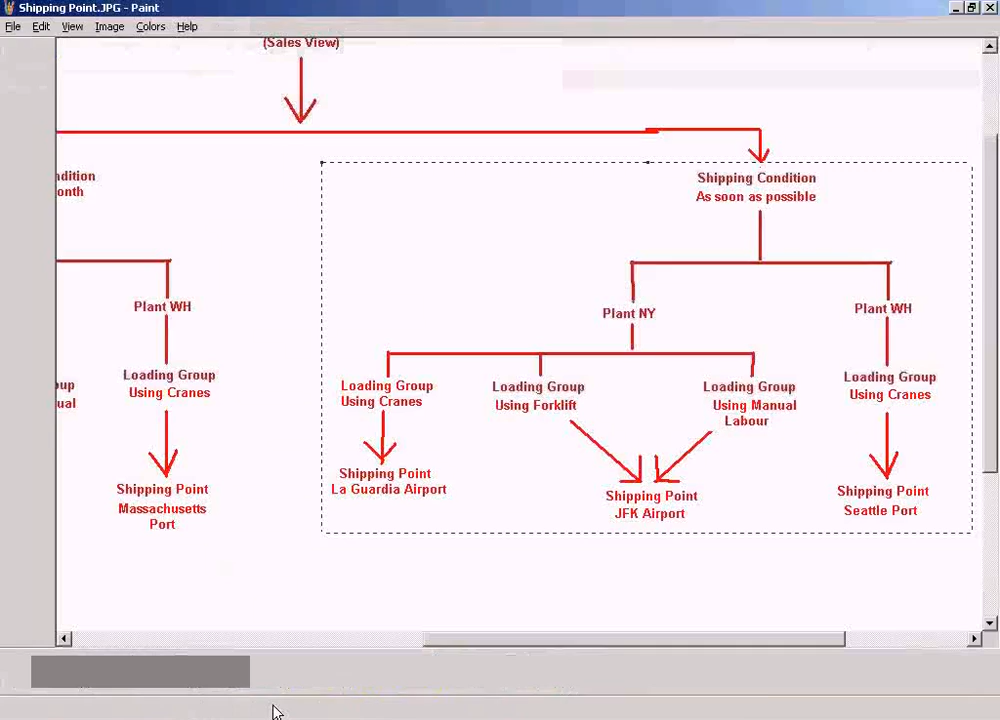 Shipping Point.JPG - Paint
File Edit View Image Colors Help
(Sales View)
ndition
onth
Shipping Condition
As soon as possible
Plant WH
Plant NY
Plant WH
Loading Group
Using Cranes
oup
ual
Loading Group
Using Cranes
Loading Group
Using Forklift
Loading Group
Using Manual
Labour
Loading Group
Using Cranes
Shipping Point
Massachusetts
Port
Shipping Point
La Guardia Airport
Shipping Point
JFK Airport
Shipping Point
Seattle Port